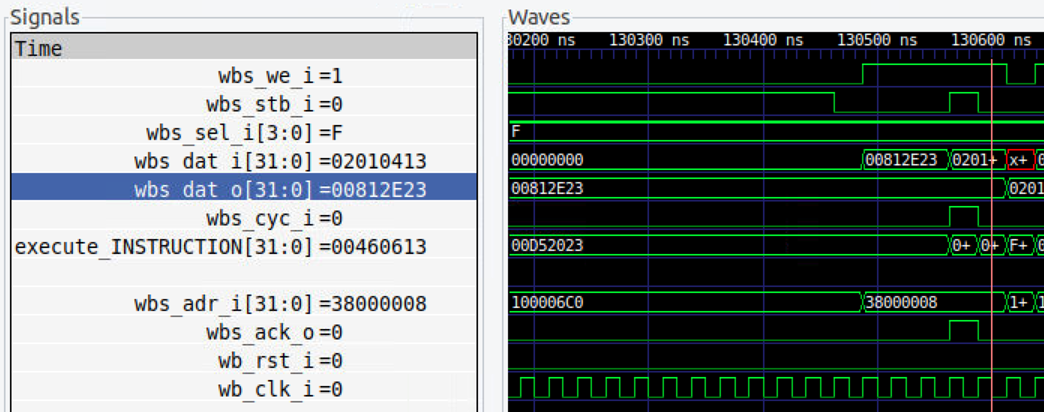 Signals
Waves
Time
30200 ns 130300 ns 130400 ns 130500 ns 130600 ns
wbs_we_i=1
wbs_stb_i=0
wbs_sel_i[3:0]=F
F
wbs_dat_i[31:0]=02010413
00000000 00812E23 0201+ x+ 0
wbs_dat_o[31:0]=00812E23
00812E23 0201
wbs_cyc_i=0
execute_INSTRUCTION[31:0]=00460613
00D52023 0+ 0+ F+ 0
wbs_adr_i[31:0]=38000008
100006C0 38000008 1+ 1
wbs_ack_o=0
wb_rst_i=0
wb_clk_i=0